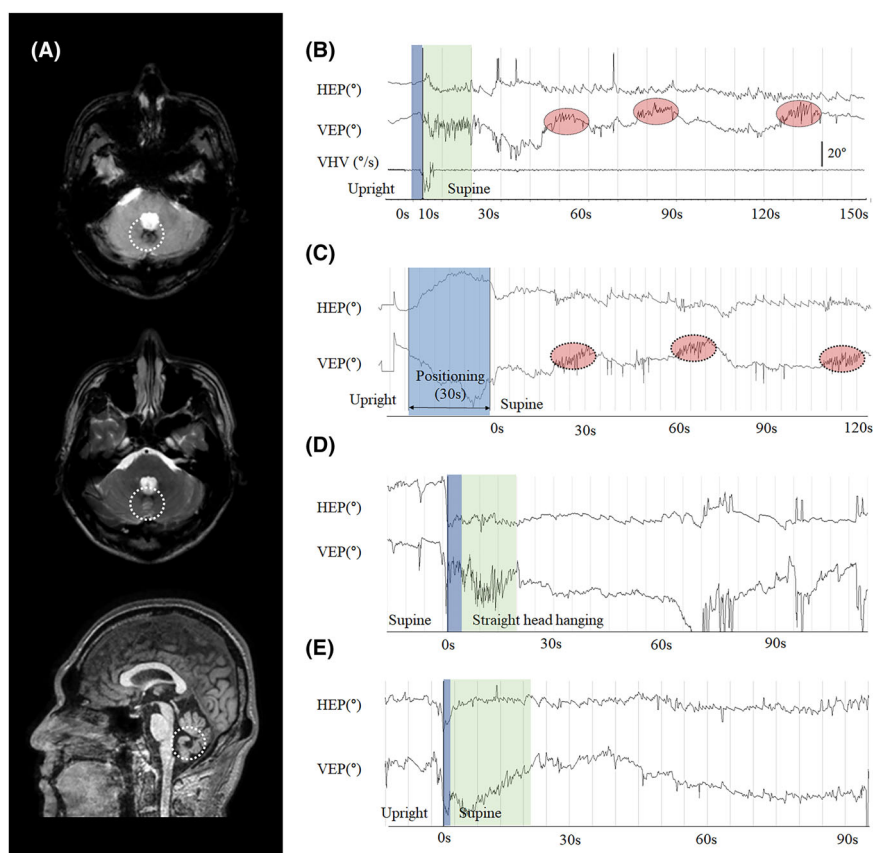 (A)
(B)
HEP(°)
VEP(°)
VHV (°/s)
20°
Upright Supine
0s 10s 30s 60s 90s 120s 150s
(C)
HEP(°)
VEP(°)
Positioning
(30s)
Upright Supine
0s 30s 60s 90s 120s
(D)
HEP(°)
VEP(°)
Supine Straight head hanging
0s 30s 60s 90s
(E)
HEP(°)
VEP(°)
Upright Supine
0s 30s 60s 90s